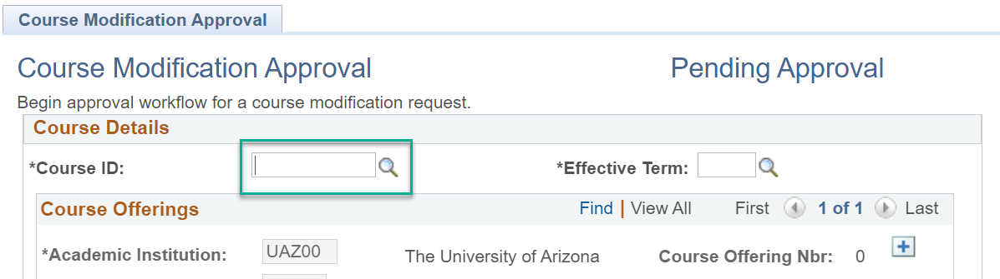 Course Modification Approval
Course Modification Approval Pending Approval
Begin approval workflow for a course modification request.
Course Details
*Course ID: *Effective Term:
Course Offerings Find | View All First 1 of 1 Last
*Academic Institution: UAZ00 The University of Arizona Course Offering Nbr: 0